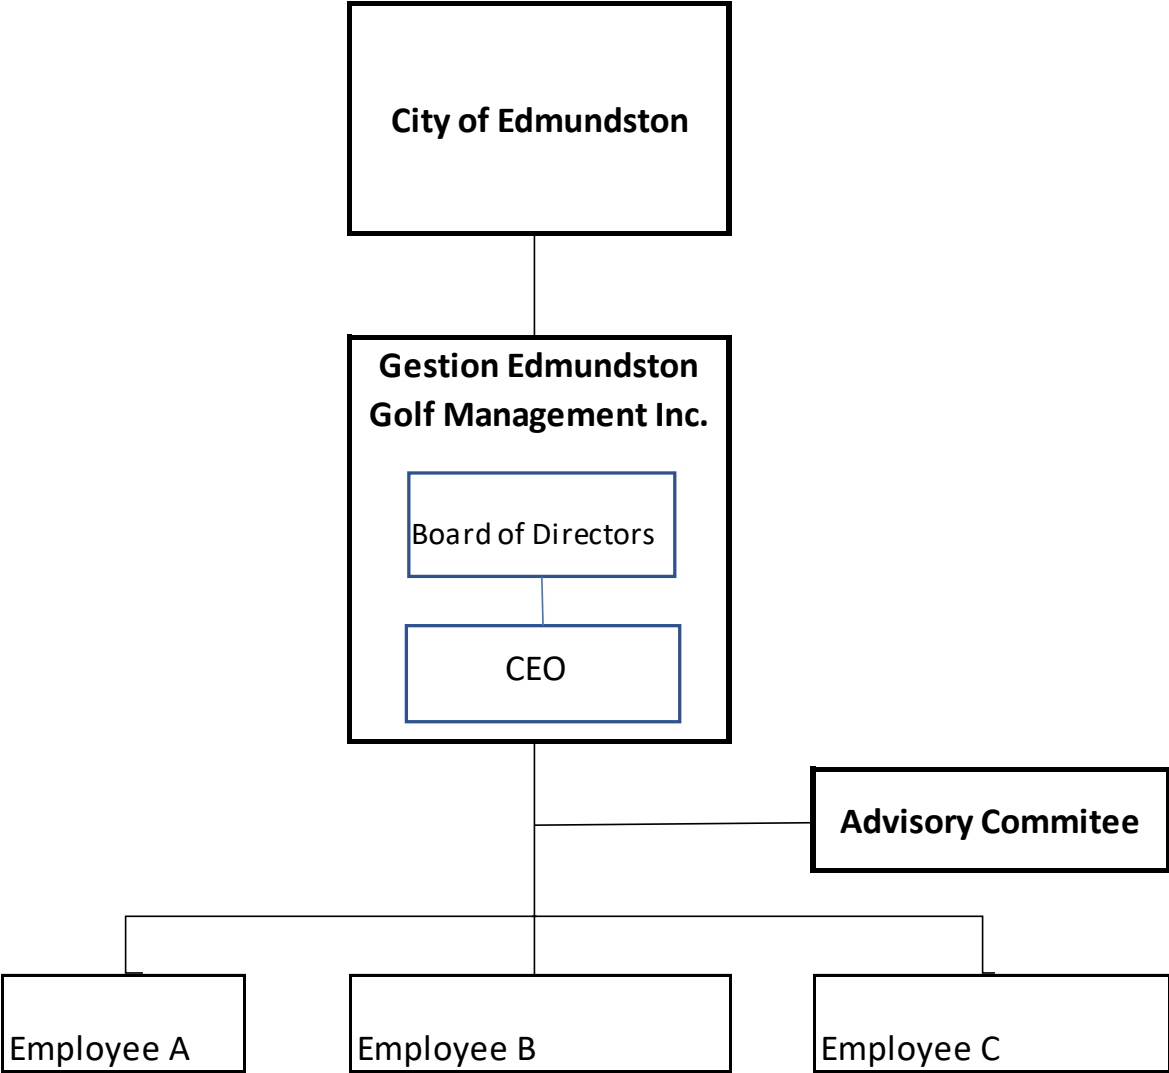 City of Edmundston
Gestion Edmundston
Golf Management Inc.
Board of Directors
CEO
Advisory Commitee
Employee A
Employee B
Employee C